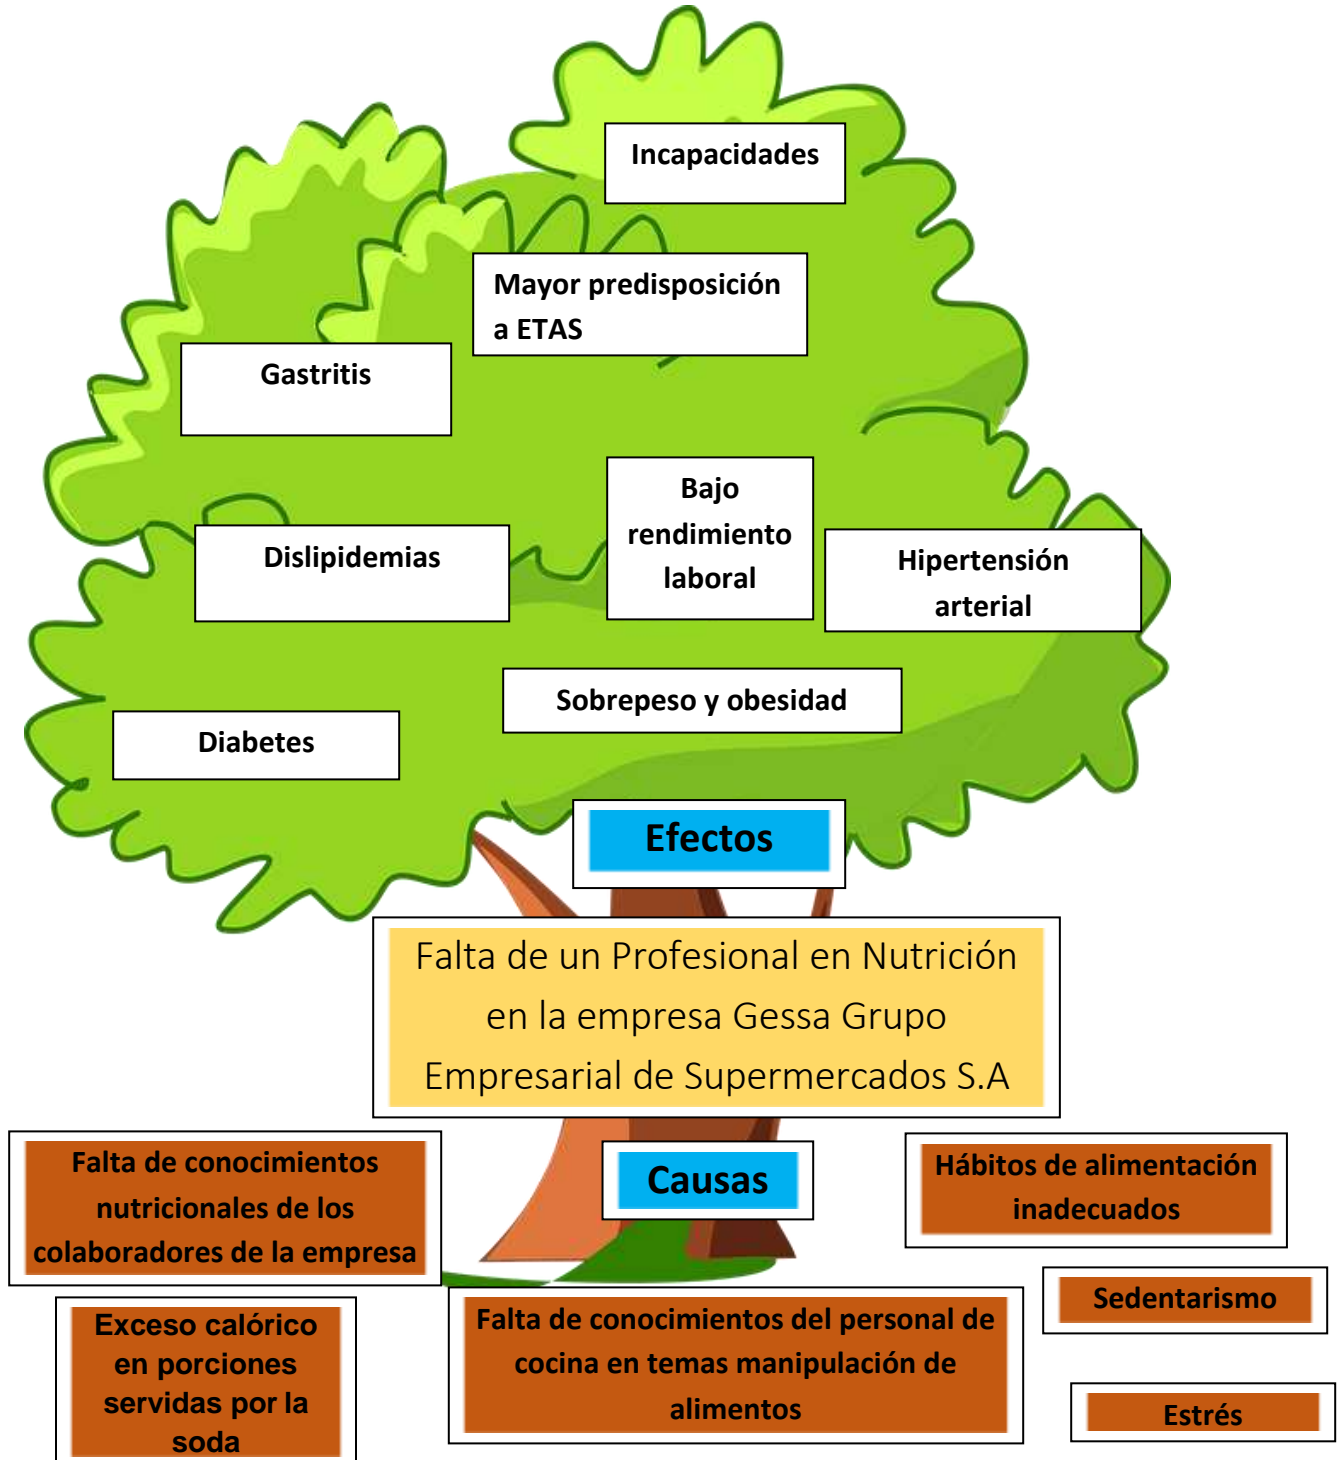 Incapacidades
Mayor predisposición
a ETAS
Gastritis
Bajo
rendimiento
laboral
Dislipidemias
Hipertensión
arterial
Sobrepeso y obesidad
Diabetes
Efectos
Falta de un Profesional en Nutrición
en la empresa Gessa Grupo
Empresarial de Supermercados S.A
Causas
Falta de conocimientos
nutricionales de los
colaboradores de la empresa
Hábitos de alimentación
inadecuados
Sedentarismo
Exceso calórico
en porciones
servidas por la
soda
Falta de conocimientos del personal de
cocina en temas manipulación de
alimentos
Estrés